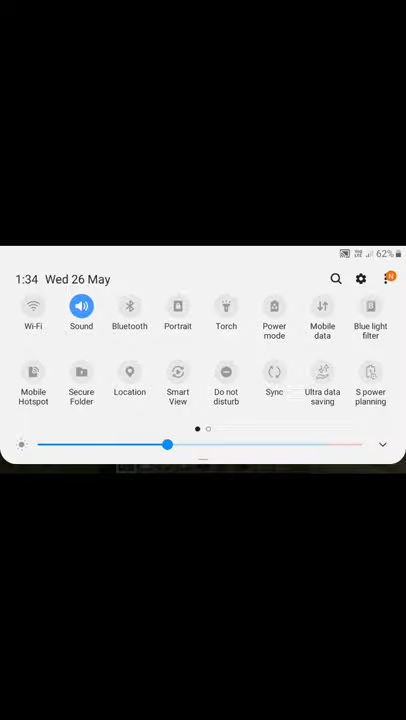 62%
1:34 Wed 26 May
N
Wi-Fi Sound Bluetooth Portrait Torch Power mode Mobile data Blue light filter
Mobile Hotspot Secure Folder Location Smart View Do not disturb Sync Ultra data saving S power planning